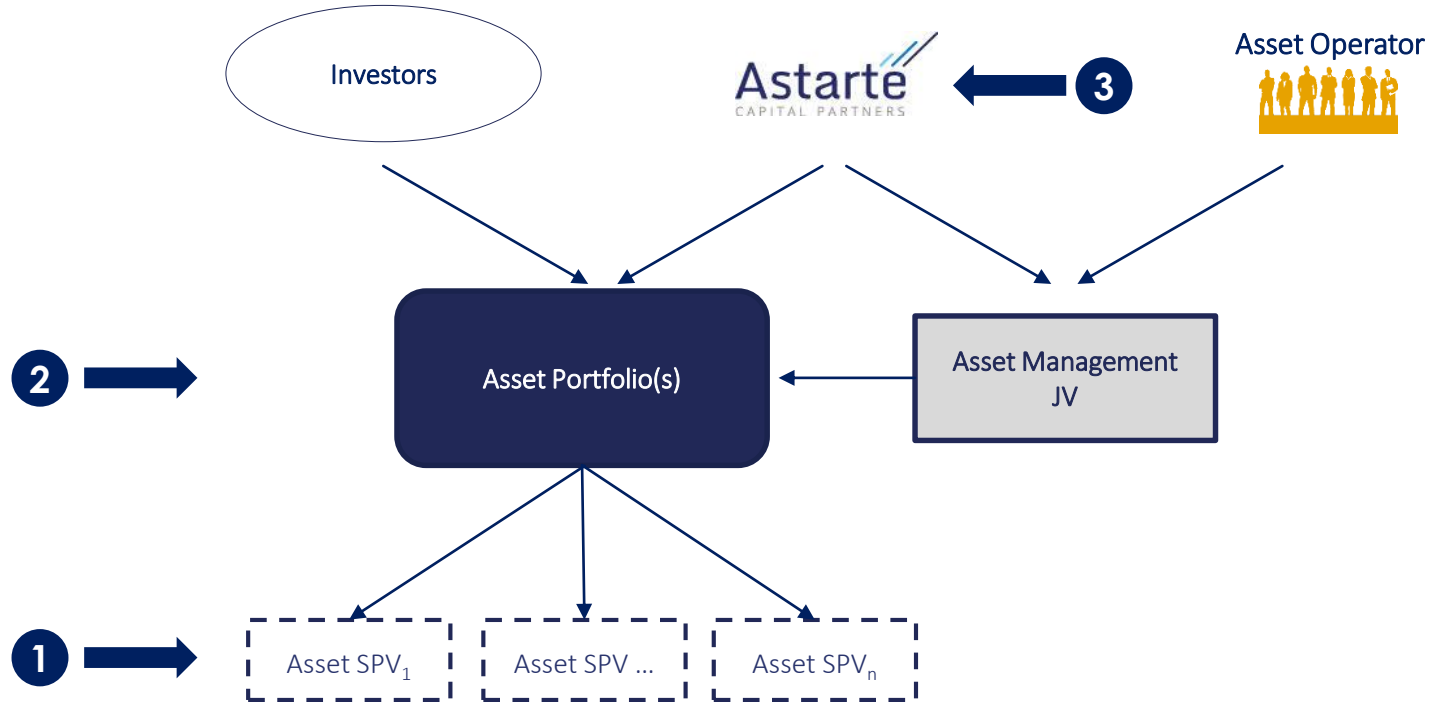 Investors
Astarte
CAPITAL PARTNERS
3
Asset Operator
2
Asset Portfolio(s)
Asset Management
JV
1
Asset SPV₁
Asset SPV ...
Asset SPVₙ